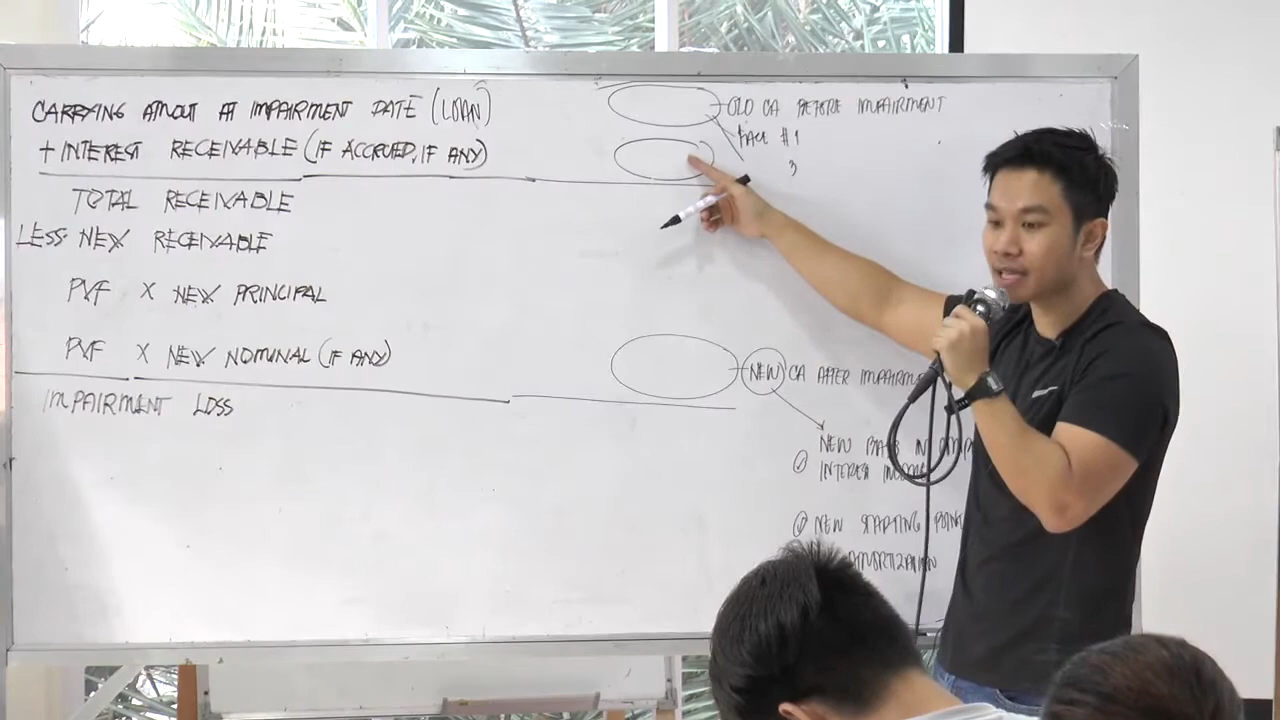 CARRYING AMOUT AT IMPAIRMENT DATE (LOAN)
+ INTEREST RECEIVABLE (IF ACCRUED, IF ANY)
TOTAL RECEIVABLE
LESS NEW RECEIVABLE
PVF X NEW PRINCIPAL
PVF X NEW NOMINAL (IF ANY)
IMPAIRMENT LOSS
OLD CA BEFORE IMPAIRMENT
#1
3
NEW CA AFTER
NEW
INTEREST
NEW STARTING POINT
AMORTIZATION